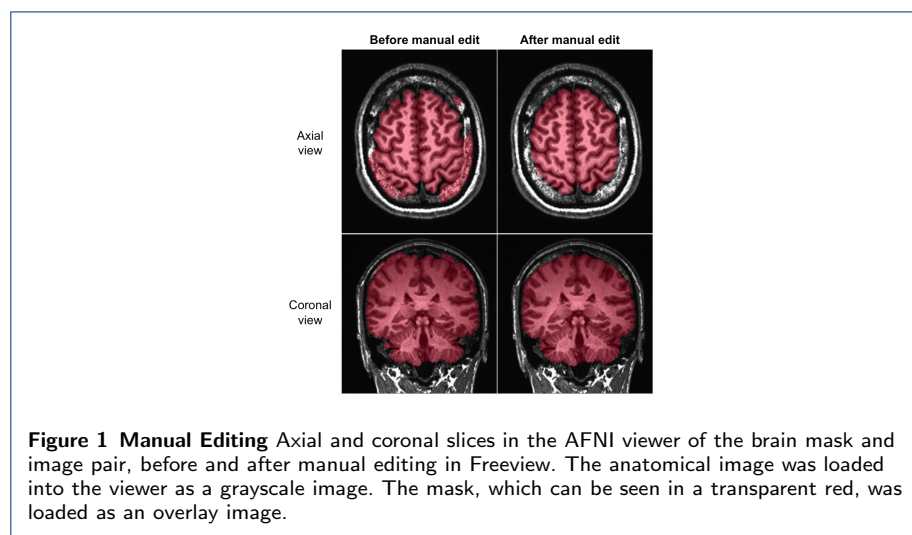 Before manual edit After manual edit
Axial
view
Coronal
view
Figure 1 Manual Editing Axial and coronal slices in the AFNI viewer of the brain mask and
image pair, before and after manual editing in Freeview. The anatomical image was loaded
into the viewer as a grayscale image. The mask, which can be seen in a transparent red, was
loaded as an overlay image.